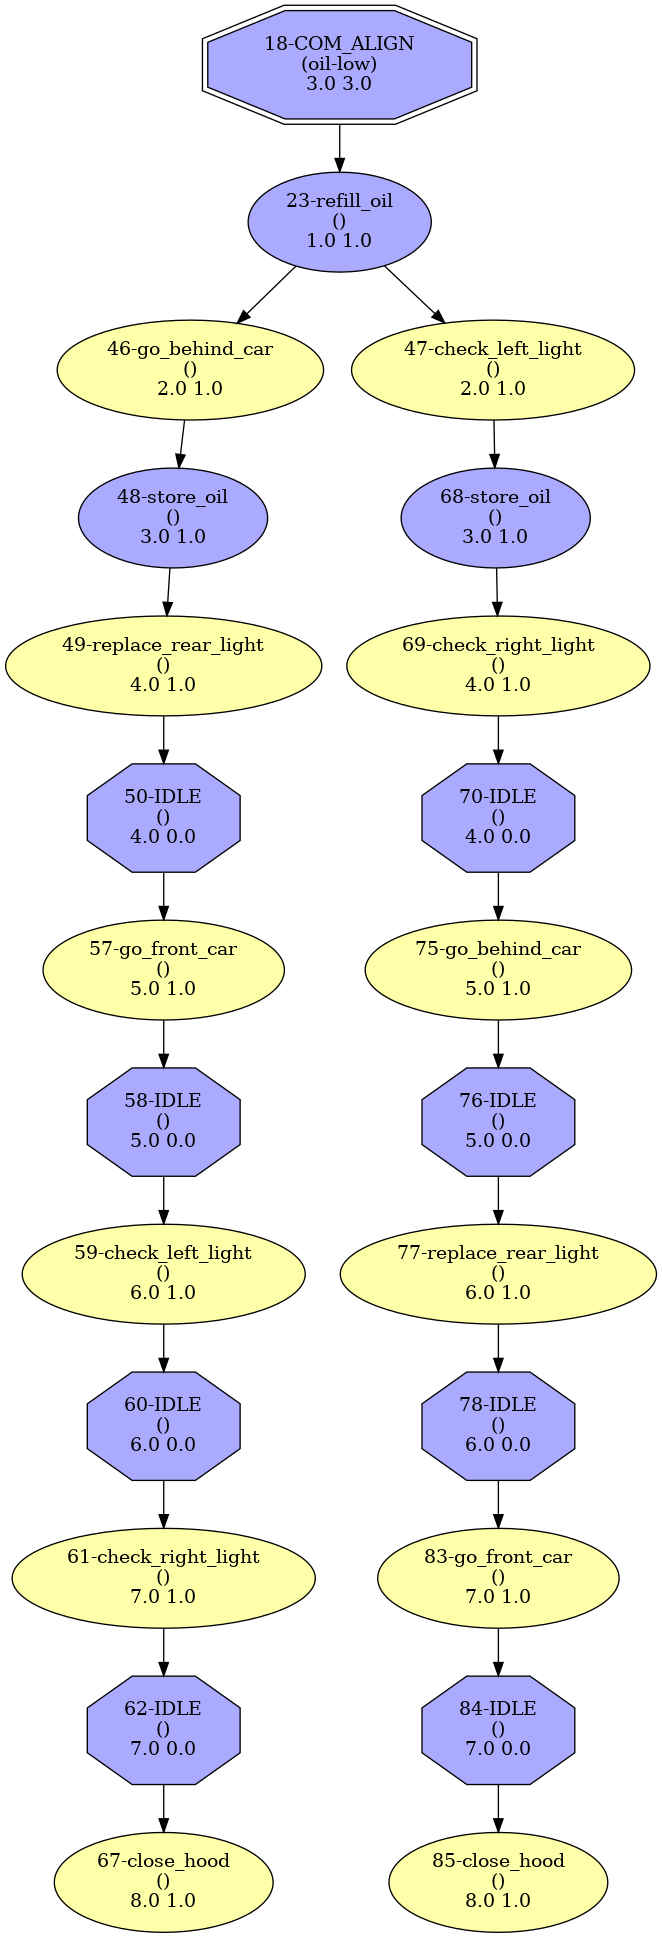 18-COM_ALIGN
(oil-low)
3.0 3.0
23-refill_oil
()
1.0 1.0
46-go_behind_car
()
2.0 1.0
47-check_left_light
()
2.0 1.0
48-store_oil
()
3.0 1.0
68-store_oil
()
3.0 1.0
49-replace_rear_light
()
4.0 1.0
69-check_right_light
()
4.0 1.0
50-IDLE
()
4.0 0.0
70-IDLE
()
4.0 0.0
57-go_front_car
()
5.0 1.0
75-go_behind_car
()
5.0 1.0
58-IDLE
()
5.0 0.0
76-IDLE
()
5.0 0.0
59-check_left_light
()
6.0 1.0
77-replace_rear_light
()
6.0 1.0
60-IDLE
()
6.0 0.0
78-IDLE
()
6.0 0.0
61-check_right_light
()
7.0 1.0
83-go_front_car
()
7.0 1.0
62-IDLE
()
7.0 0.0
84-IDLE
()
7.0 0.0
67-close_hood
()
8.0 1.0
85-close_hood
()
8.0 1.0